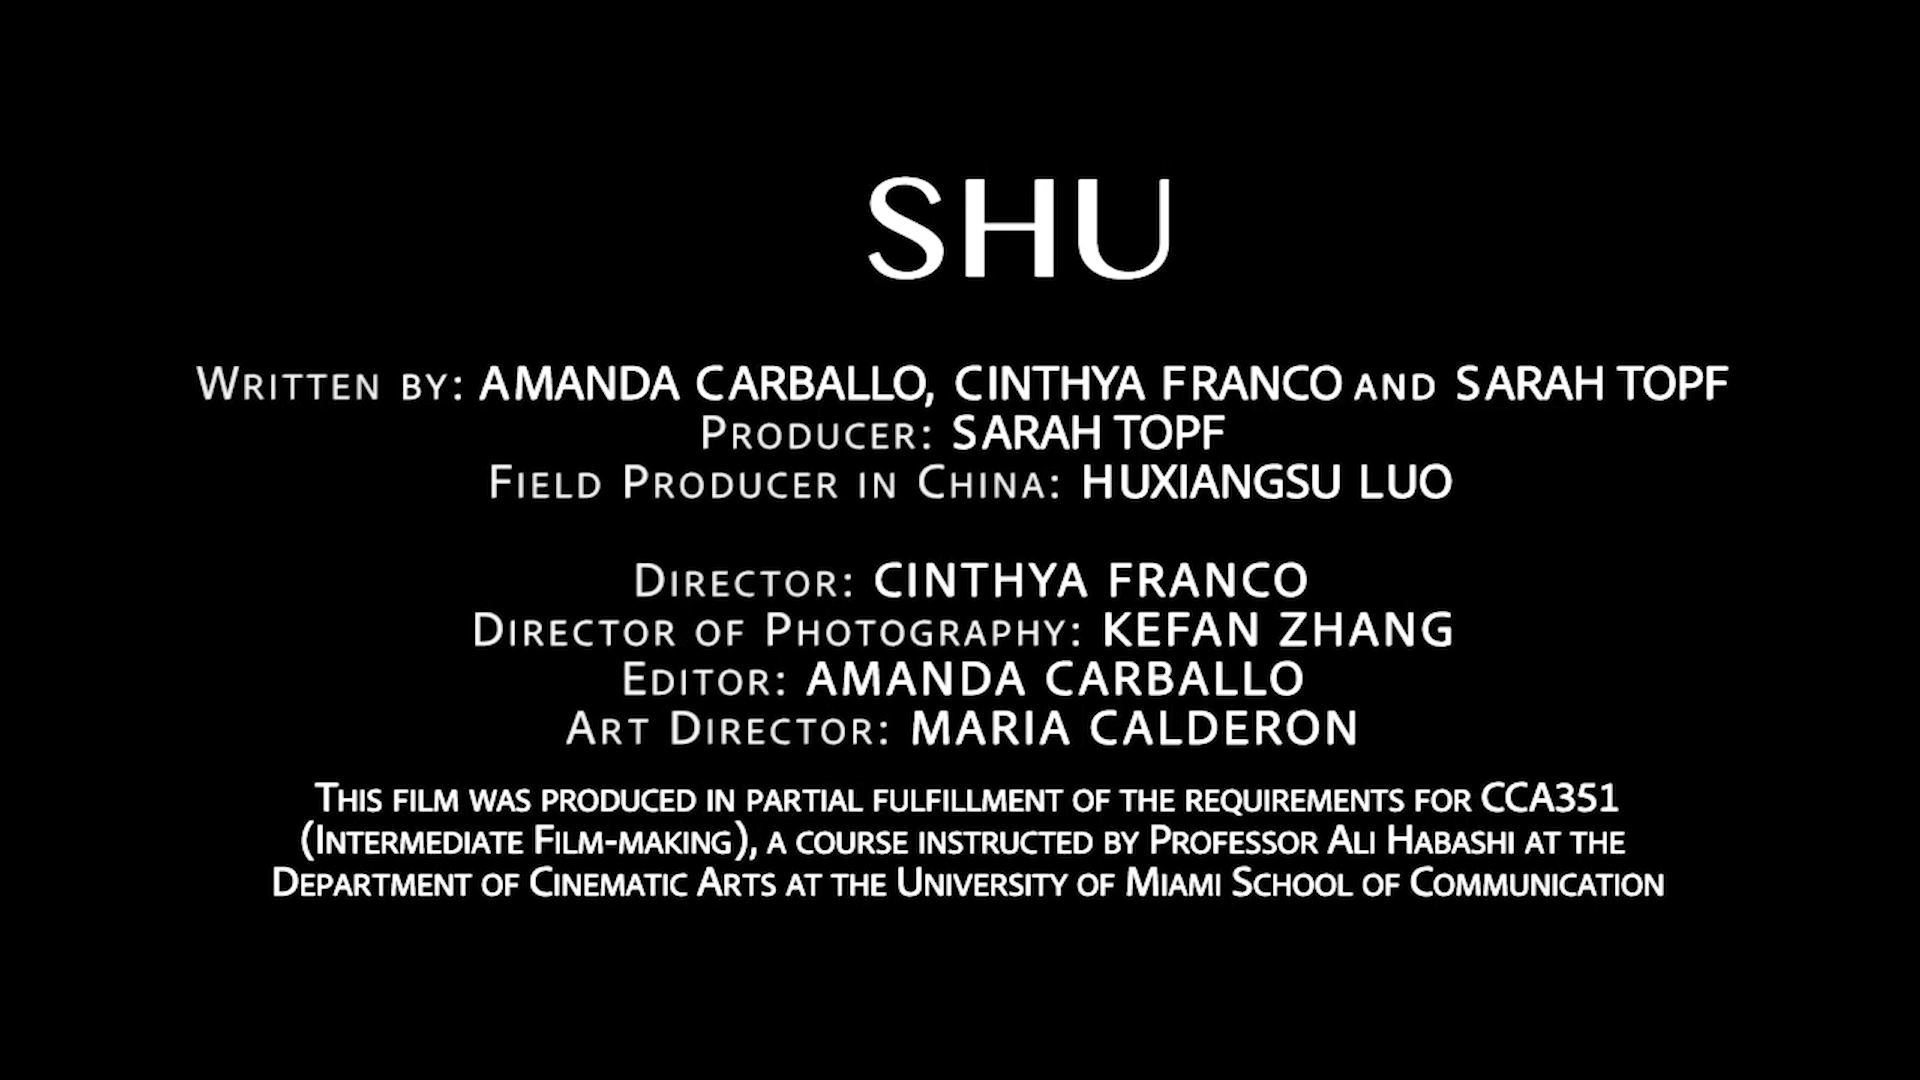 SHU
WRITTEN BY: AMANDA CARBALLO, CINTHYA FRANCO AND SARAH TOPF
PRODUCER: SARAH TOPF
FIELD PRODUCER IN CHINA: HUXIANGSU LUO
DIRECTOR: CINTHYA FRANCO
DIRECTOR OF PHOTOGRAPHY: KEFAN ZHANG
EDITOR: AMANDA CARBALLO
ART DIRECTOR: MARIA CALDERON
THIS FILM WAS PRODUCED IN PARTIAL FULFILLMENT OF THE REQUIREMENTS FOR CCA351
(INTERMEDIATE FILM-MAKING), A COURSE INSTRUCTED BY PROFESSOR ALI HABASHI AT THE
DEPARTMENT OF CINEMATIC ARTS AT THE UNIVERSITY OF MIAMI SCHOOL OF COMMUNICATION